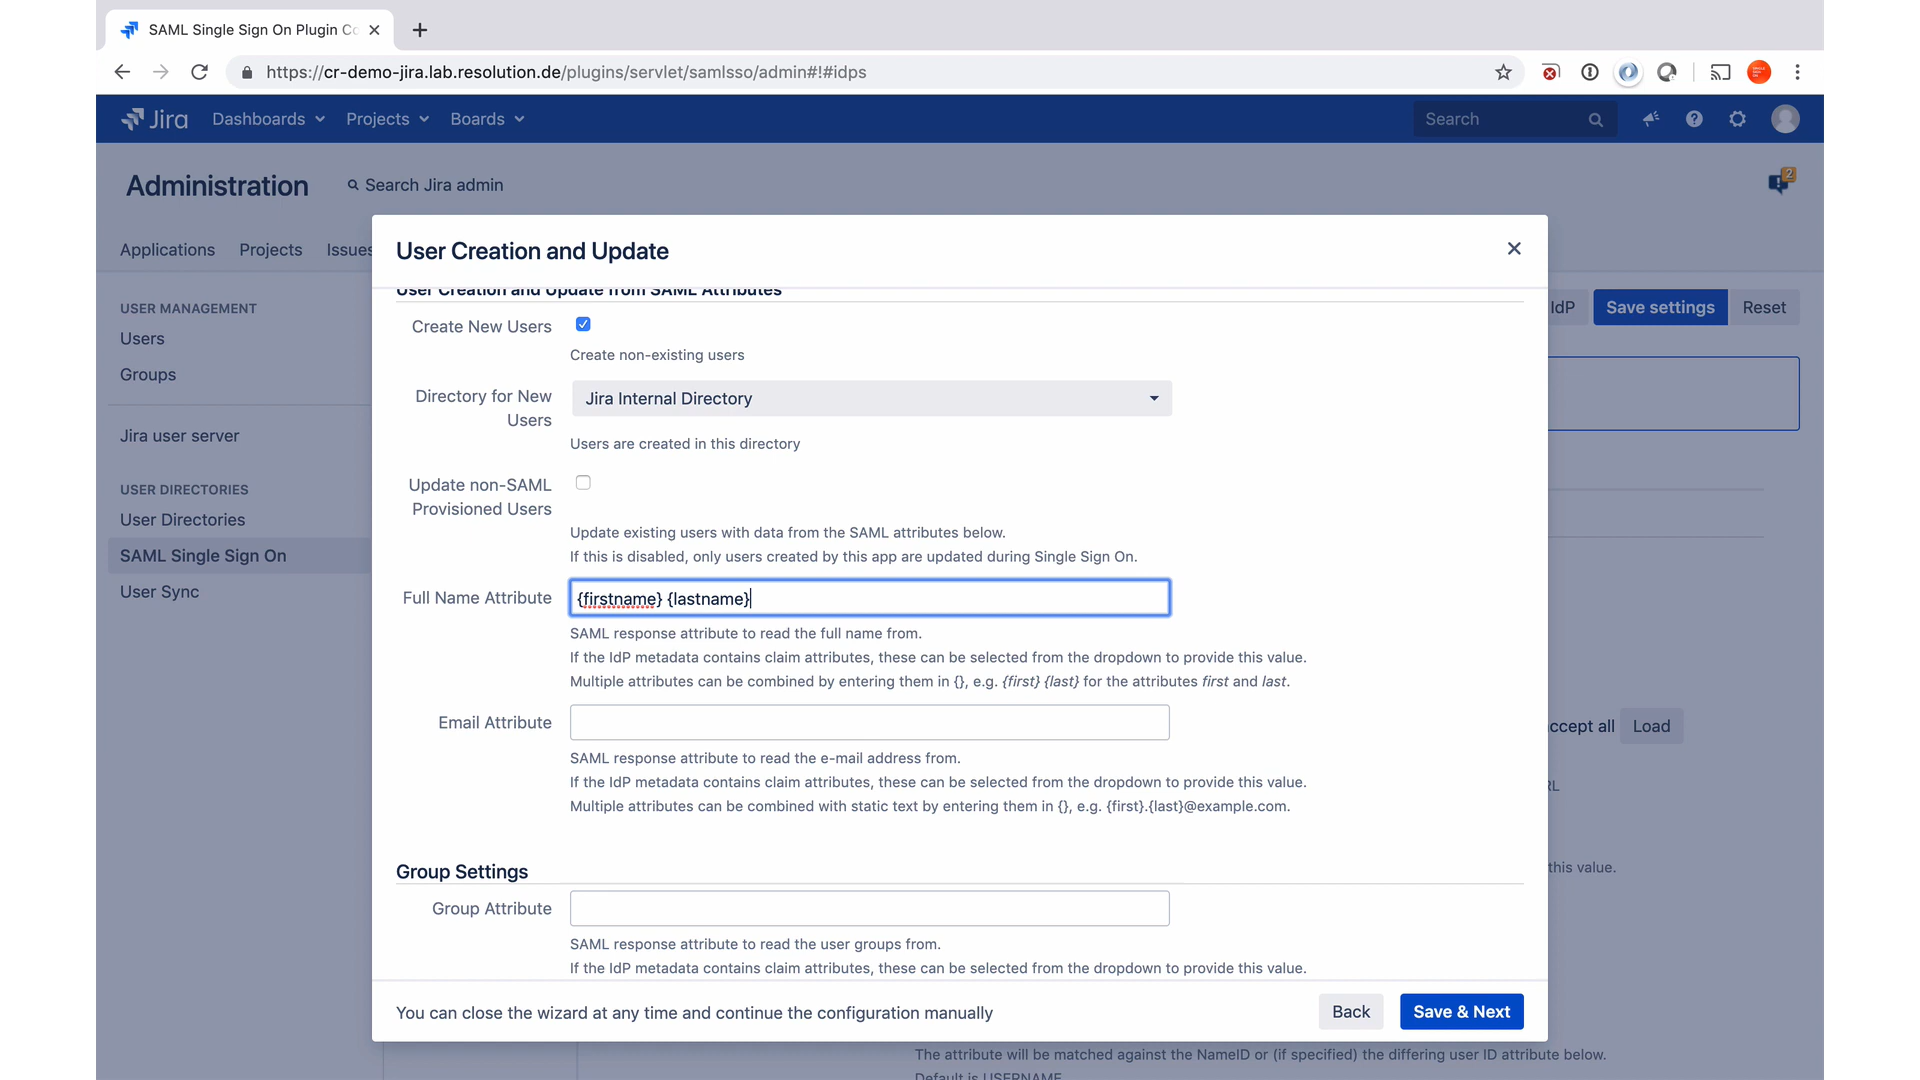 SAML Single Sign On Plugin Co
https://cr-demo-jira.lab.resolution.de/plugins/servlet/samlsso/admin#!#idps
Jira Dashboards Projects Boards Search
Administration Search Jira admin
2
Applications Projects Issues
USER MANAGEMENT
Users
Groups
Jira user server
USER DIRECTORIES
User Directories
SAML Single Sign On
User Sync
IdP Save settings Reset
User Creation and Update
User Creation and Update from SAML Attributes
Create New Users
Create non-existing users
Directory for New Users
Jira Internal Directory
Users are created in this directory
Update non-SAML Provisioned Users
Update existing users with data from the SAML attributes below.
If this is disabled, only users created by this app are updated during Single Sign On.
Full Name Attribute {firstname} {lastname}
SAML response attribute to read the full name from.
If the IdP metadata contains claim attributes, these can be selected from the dropdown to provide this value.
Multiple attributes can be combined by entering them in {}, e.g. {first} {last} for the attributes first and last.
Email Attribute
SAML response attribute to read the e-mail address from.
If the IdP metadata contains claim attributes, these can be selected from the dropdown to provide this value.
Multiple attributes can be combined with static text by entering them in {}, e.g. {first}.{last}@example.com.
Group Settings
Group Attribute
SAML response attribute to read the user groups from.
If the IdP metadata contains claim attributes, these can be selected from the dropdown to provide this value.
You can close the wizard at any time and continue the configuration manually
Back Save & Next
ccept all Load
RL
this value.
The attribute will be matched against the NameID or (if specified) the differing user ID attribute below.
Default is USERNAME